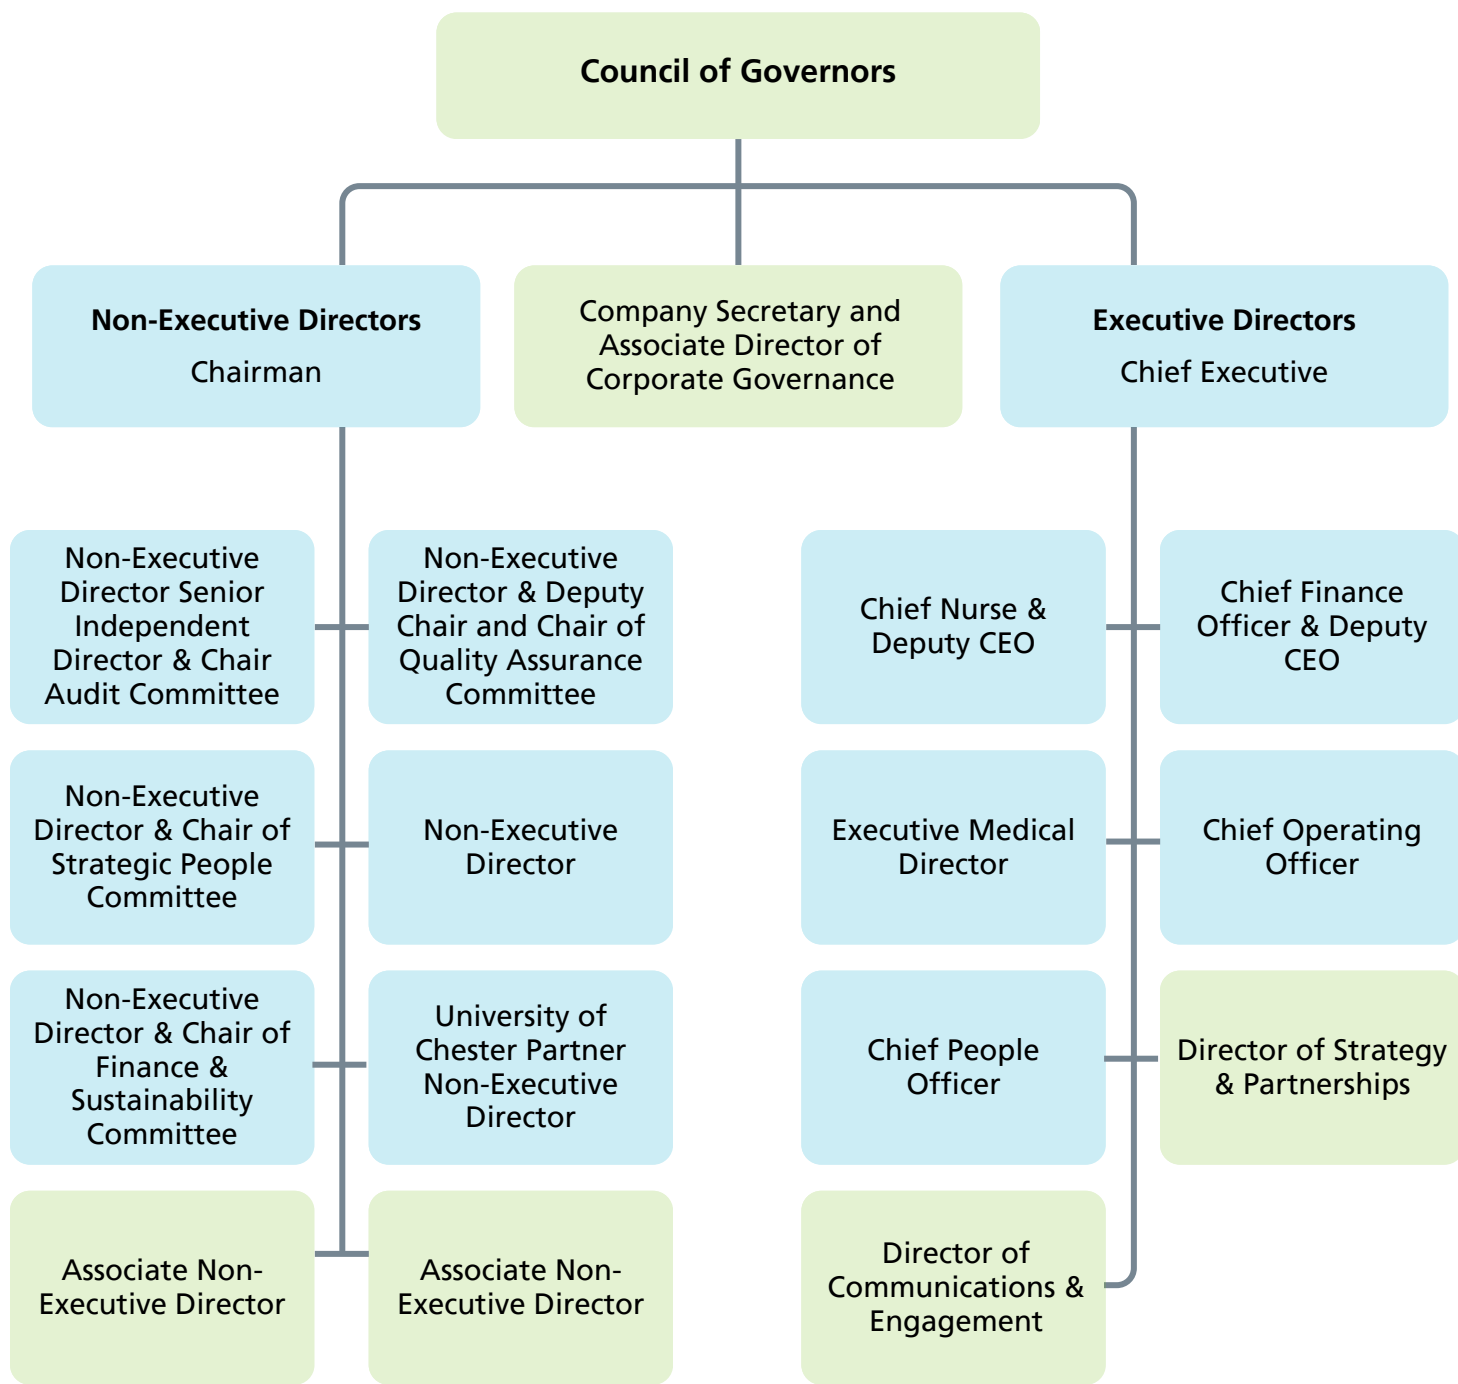 Council of Governors
Non-Executive Directors
Chairman
Company Secretary and
Associate Director of
Corporate Governance
Executive Directors
Chief Executive
Non-Executive
Director Senior
Independent
Director & Chair
Audit Committee
Non-Executive
Director & Deputy
Chair and Chair of
Quality Assurance
Committee
Chief Nurse &
Deputy CEO
Chief Finance
Officer & Deputy
CEO
Non-Executive
Director & Chair of
Strategic People
Committee
Non-Executive
Director
Executive Medical
Director
Chief Operating
Officer
Non-Executive
Director & Chair of
Finance &
Sustainability
Committee
University of
Chester Partner
Non-Executive
Director
Chief People
Officer
Director of Strategy
& Partnerships
Associate Non-
Executive Director
Associate Non-
Executive Director
Director of
Communications &
Engagement